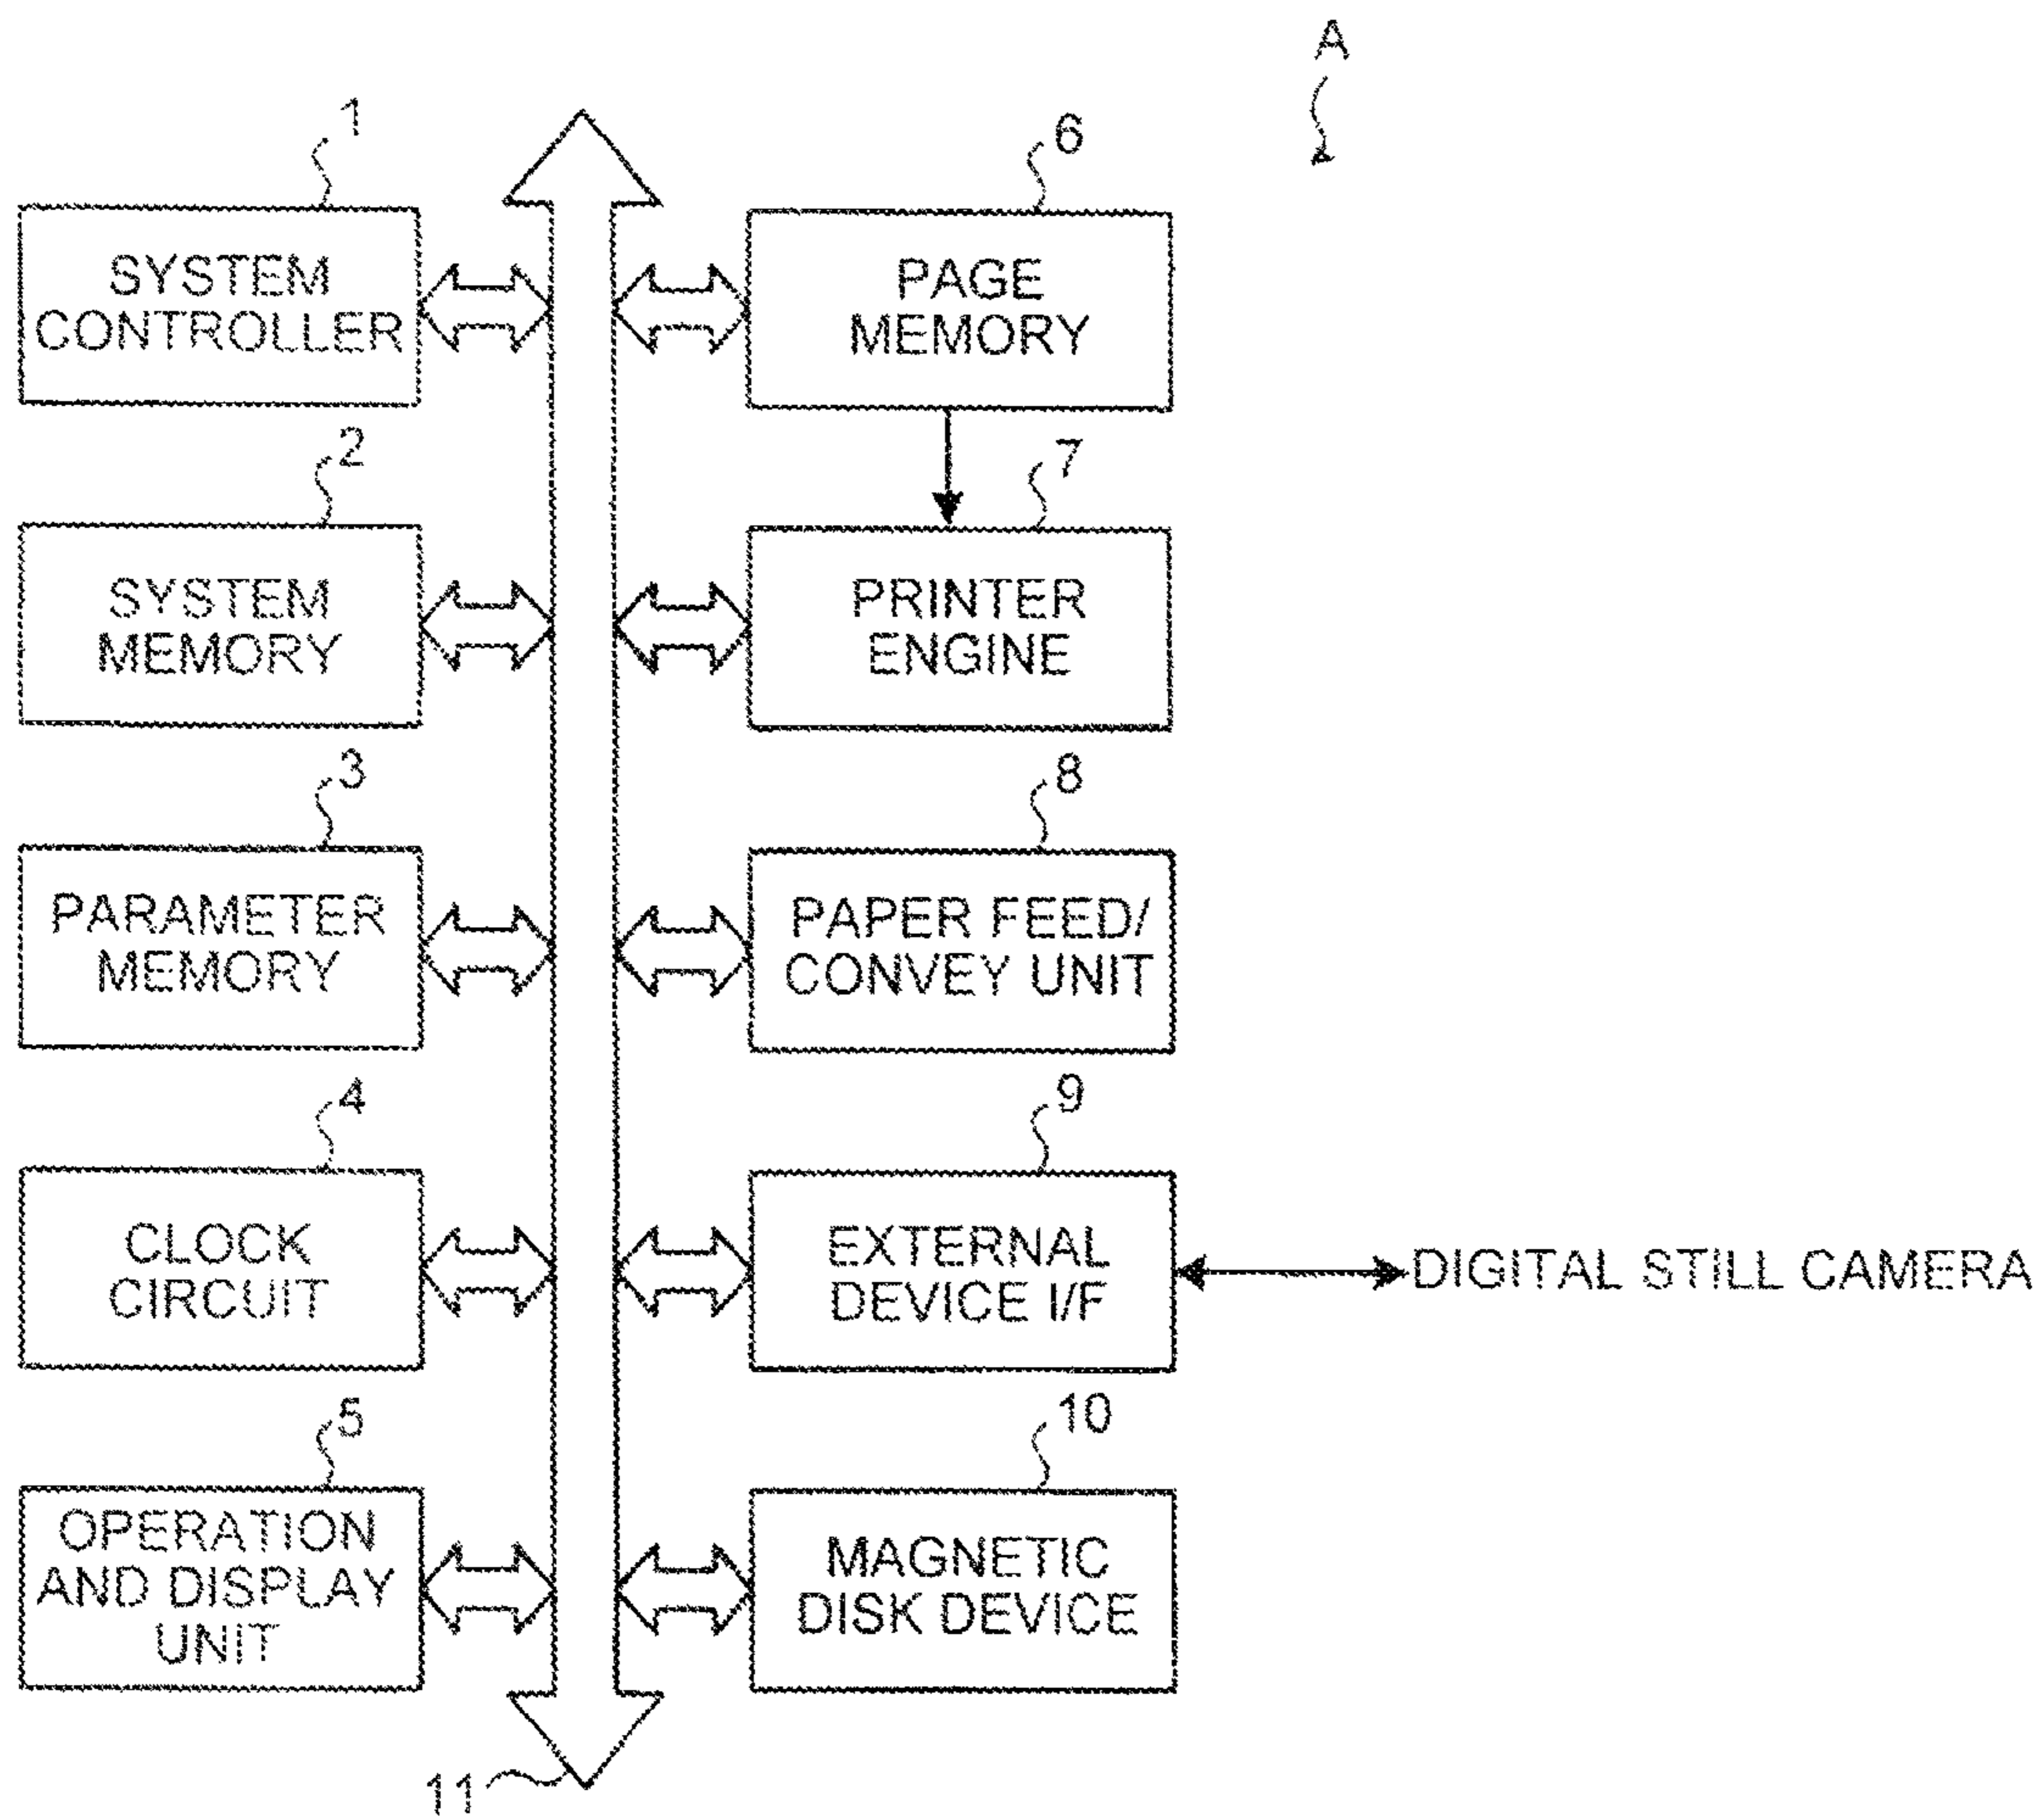 A
1
SYSTEM
CONTROLLER
6
PAGE
MEMORY
2
SYSTEM
MEMORY
7
PRINTER
ENGINE
3
PARAMETER
MEMORY
8
PAPER FEED/
CONVEY UNIT
4
CLOCK
CIRCUIT
9
EXTERNAL
DEVICE I/F
DIGITAL STILL CAMERA
5
OPERATION
AND DISPLAY
UNIT
10
MAGNETIC
DISK DEVICE
11